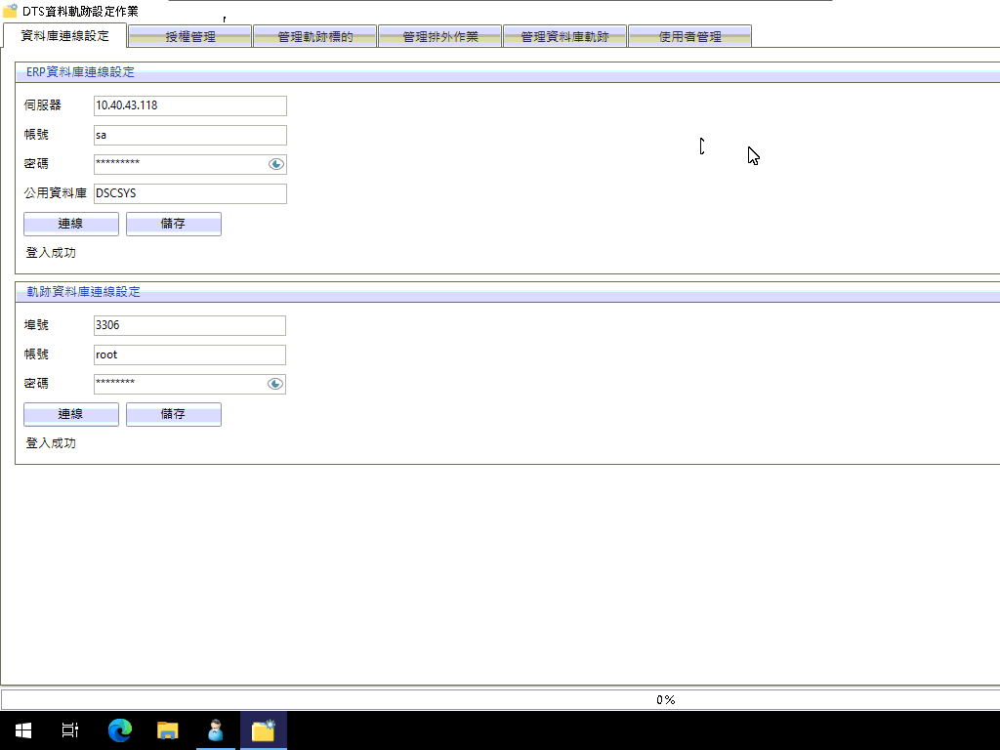 DTS資料軌跡設定作業
資料庫連線設定 授權管理 管理軌跡標的 管理排外作業 管理資料庫軌跡 使用者管理
ERP資料庫連線設定
伺服器 10.40.43.118
帳號 sa
密碼 *********
公用資料庫 DSCSYS
連線 儲存
登入成功
軌跡資料庫連線設定
埠號 3306
帳號 root
密碼 ********
連線 儲存
登入成功
0%